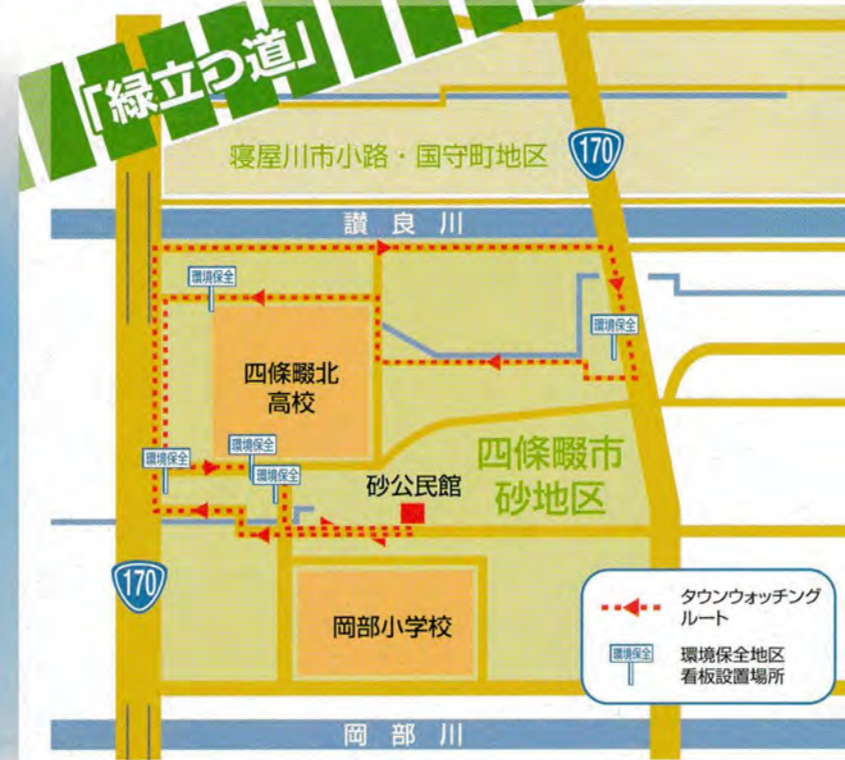 「緑立つ道」
寝屋川市小路・国守町地区
170
讃良川
環境保全
環境保全
四條畷北
高校
環境保全
環境保全
環境保全
四條畷市
砂地区
砂公民館
170
岡部小学校
タウンウォッチング
ルート
環境保全
環境保全地区
看板設置場所
岡部川